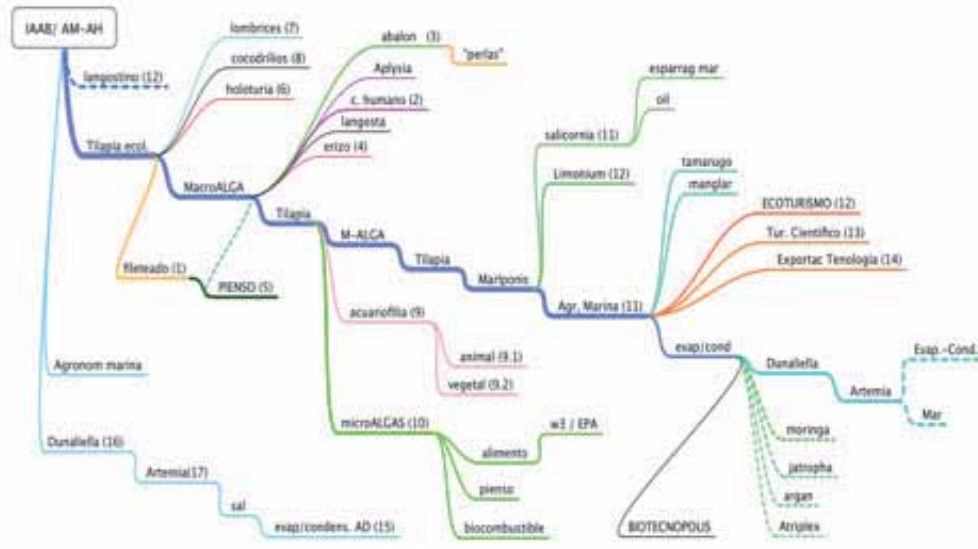 IAAB/ AM-AH
langostino (12)
Tilapia ecol.
lombrices (7)
cocodrilios (8)
holoturia (6)
MacroALGA
fileteado (1)
PIENSO (5)
abalon (3)
"perlas"
Aplysia
c. humano (2)
langosta
erizo (4)
Tilapia
M-ALGA
Tilapia
Mariponis
acuariofilia (9)
animal (9.1)
vegetal (9.2)
microALGAS (10)
alimento
w3 / EPA
pienso
biocombustible
salicornia (11)
esparrag mar
oil
Limonium (12)
Agr. Marina (11)
tamarugo
manglar
ECOTURISMO (12)
Tur. Cientifico (13)
Exportac Tenologia (14)
evap/cond
Dunaliella
Artemia
Evap.-Cond.
Mar
moringa
jatropha
argan
Atriplex
BIOTECNOPOLIS
Agronom marina
Dunaliella (16)
Artemia(17)
sal
evap/condens. AD (15)